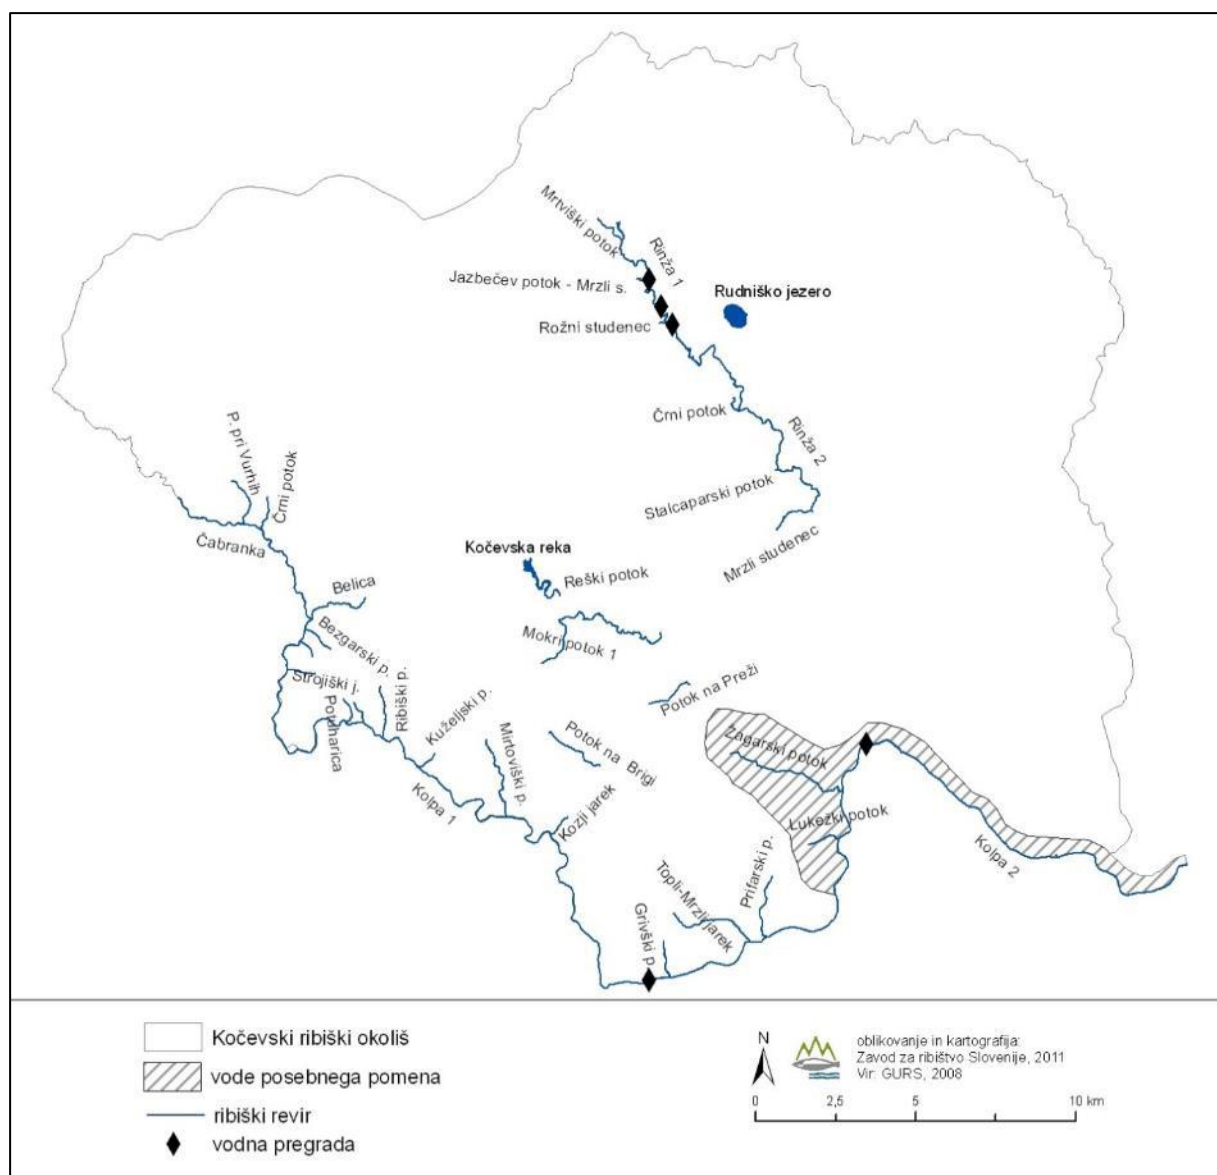 Mrtviški potok
Rinža 1
Jazbečev potok - Mrzli s.
Rudniško jezero
Rožni studenec
Črni potok
Rinža 2
P. pri Vurhih
Črni potok
Stalcaparski potok
Čabranka
Kočevska reka
Mrzli studenec
Reški potok
Belica
Bezgarski p.
Mokri potok 1
Strojiški j.
Ribiški p.
Potok na Preži
Kuželjski p.
Mirtoviški p.
Potok na Brigi
Žagarski potok
Kolpa 1
Kozji jarek
Lukežki potok
Kolpa 2
Prifarski p.
Topli-Mrzli jarek
Grivški p
Kočevski ribiški okoliš
vode posebnega pomena
ribiški revir
vodna pregrada
N
oblikovanje in kartografija:
Zavod za ribištvo Slovenije, 2011
Vir: GURS, 2008
0 2,5 5 10 km